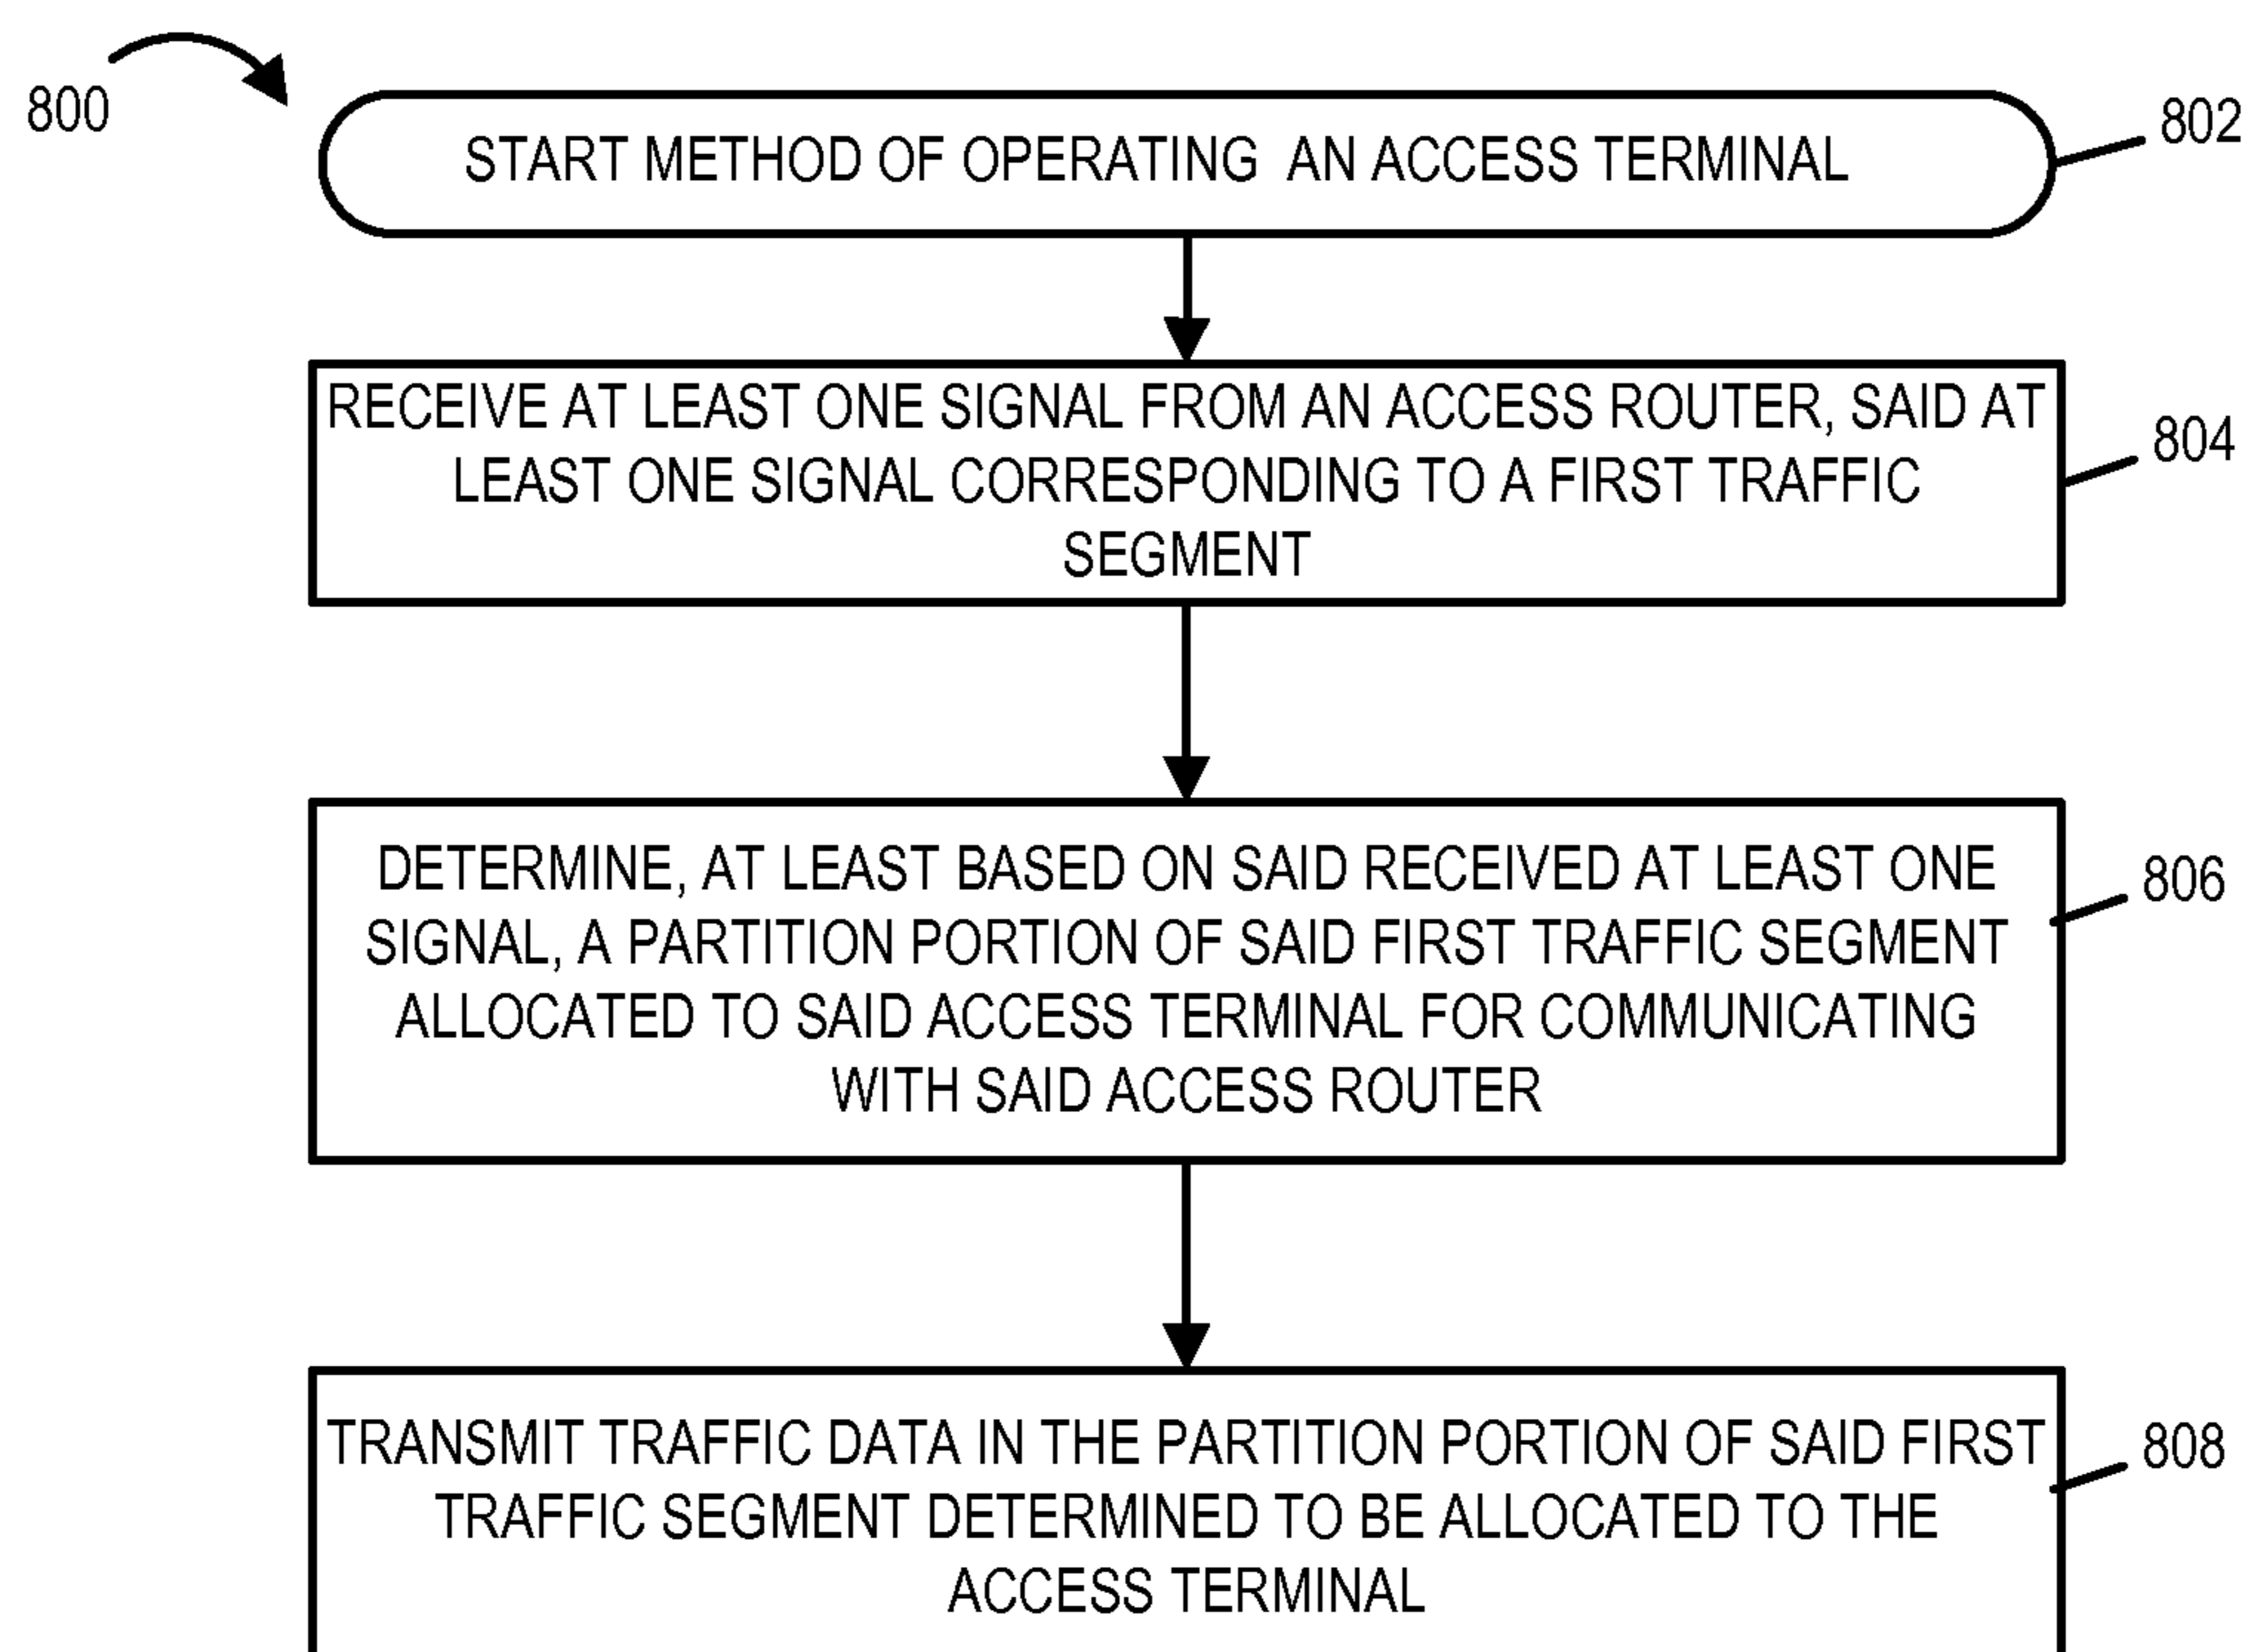 800
START METHOD OF OPERATING AN ACCESS TERMINAL
802
RECEIVE AT LEAST ONE SIGNAL FROM AN ACCESS ROUTER, SAID AT
LEAST ONE SIGNAL CORRESPONDING TO A FIRST TRAFFIC
SEGMENT
804
DETERMINE, AT LEAST BASED ON SAID RECEIVED AT LEAST ONE
SIGNAL, A PARTITION PORTION OF SAID FIRST TRAFFIC SEGMENT
ALLOCATED TO SAID ACCESS TERMINAL FOR COMMUNICATING
WITH SAID ACCESS ROUTER
806
TRANSMIT TRAFFIC DATA IN THE PARTITION PORTION OF SAID FIRST
TRAFFIC SEGMENT DETERMINED TO BE ALLOCATED TO THE
ACCESS TERMINAL
808